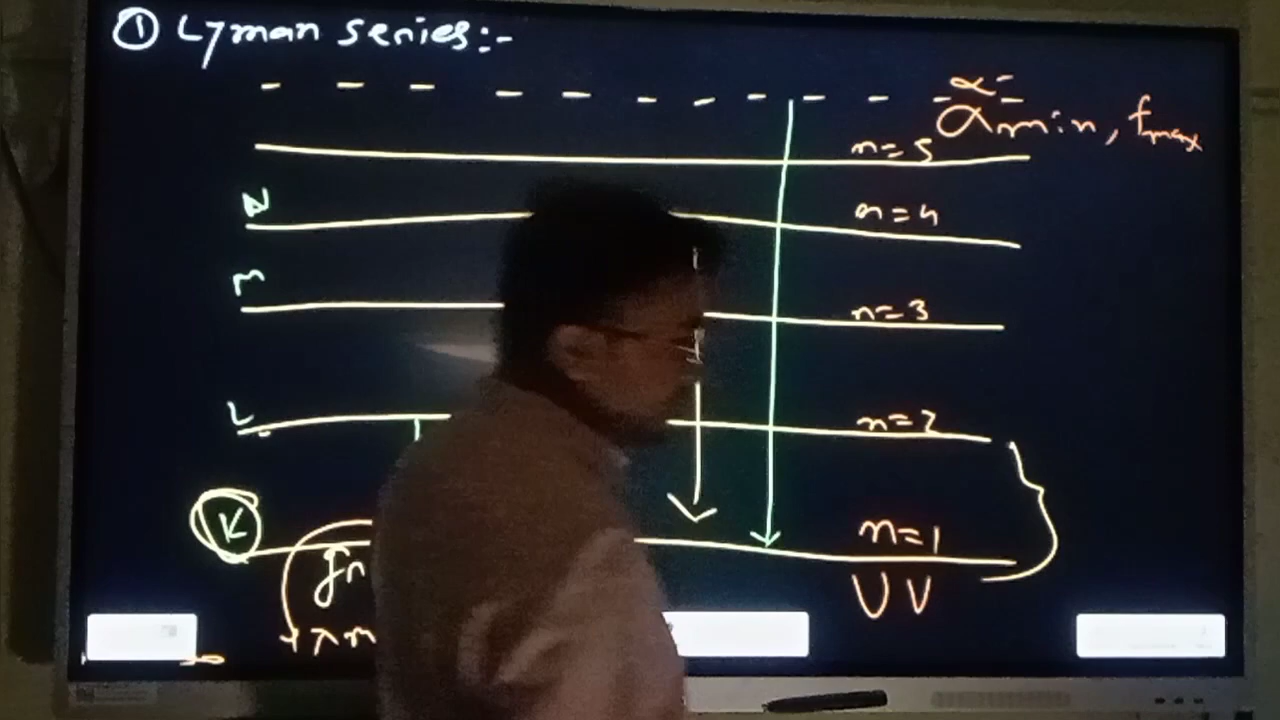 ① Lyman series:-
∝
λmin, fmax
n=5
N
n=4
M
n=3
L
n=2
K
n=1
UV